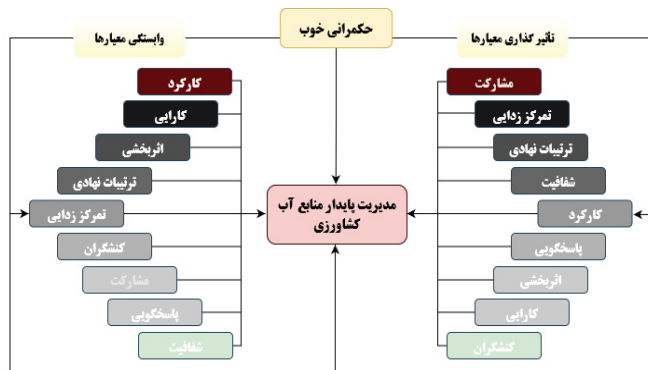 حکمرانی خوب
تأثیر گذاری معیارها
وابستگی معیارها
مشارکت
تمرکز زدایی
ترتیبات نهادی
شفافیت
کارکرد
پاسخگویی
اثربخشی
کارایی
کنشگران
مدیریت پایدار منابع آب
کشاورزی
کارکرد
کارایی
اثربخشی
ترتیبات نهادی
تمرکز زدایی
کنشگران
مشارکت
پاسخگویی
شفافیت